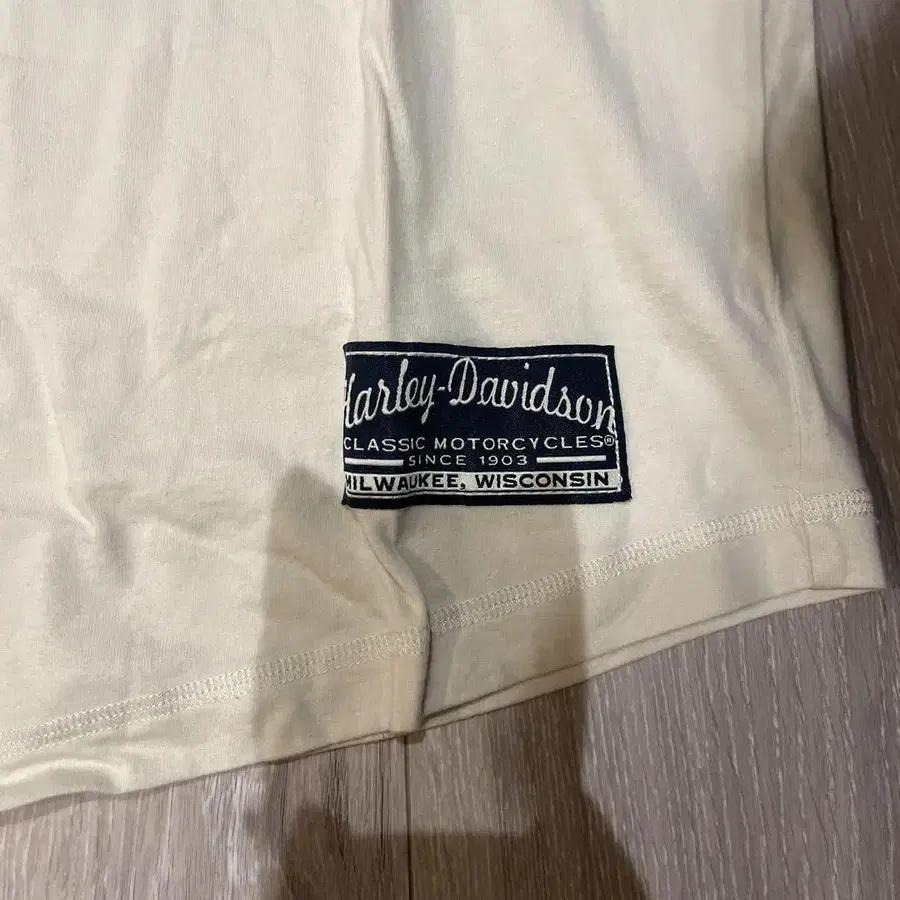 Harley-Davidson
CLASSIC MOTORCYCLES®
SINCE 1903
MILWAUKEE, WISCONSIN